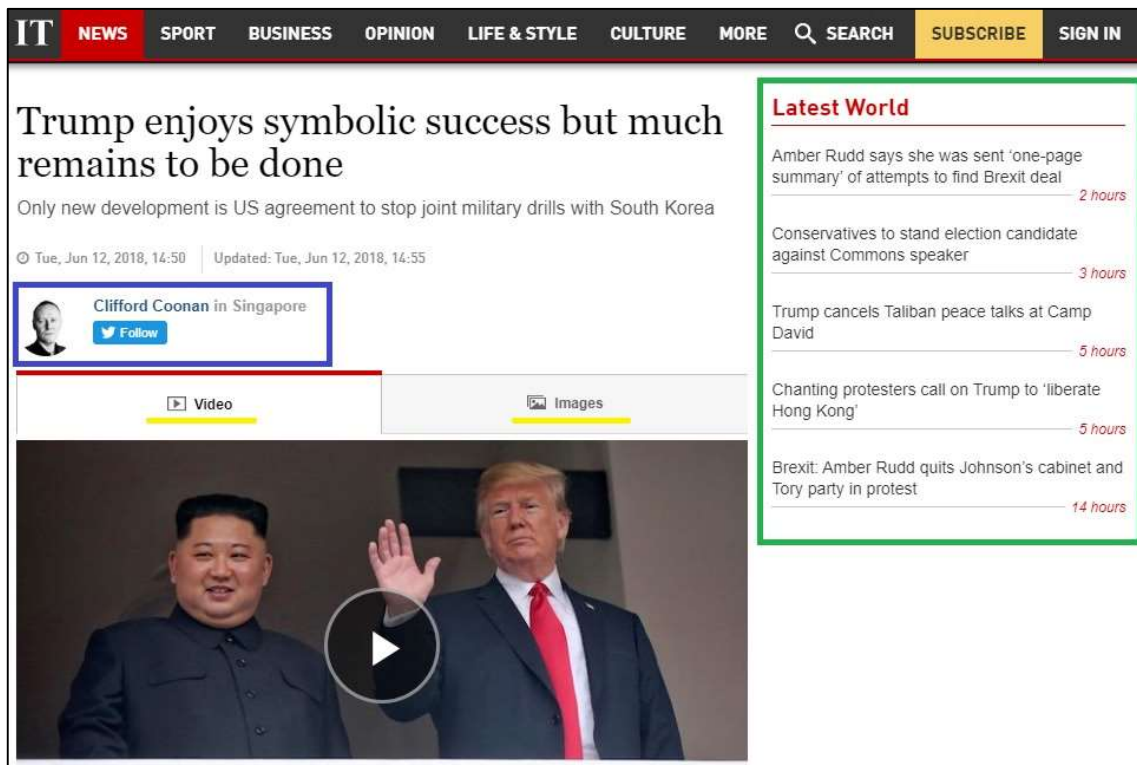 IT NEWS SPORT BUSINESS OPINION LIFE & STYLE CULTURE MORE SEARCH SUBSCRIBE SIGN IN
Trump enjoys symbolic success but much
remains to be done
Only new development is US agreement to stop joint military drills with South Korea
Tue, Jun 12, 2018, 14:50 Updated: Tue, Jun 12, 2018, 14:55
Clifford Coonan in Singapore
Follow
Video Images
Latest World
Amber Rudd says she was sent ‘one-page
summary’ of attempts to find Brexit deal
2 hours
Conservatives to stand election candidate
against Commons speaker
3 hours
Trump cancels Taliban peace talks at Camp
David
5 hours
Chanting protesters call on Trump to ‘liberate
Hong Kong’
5 hours
Brexit: Amber Rudd quits Johnson’s cabinet and
Tory party in protest
14 hours